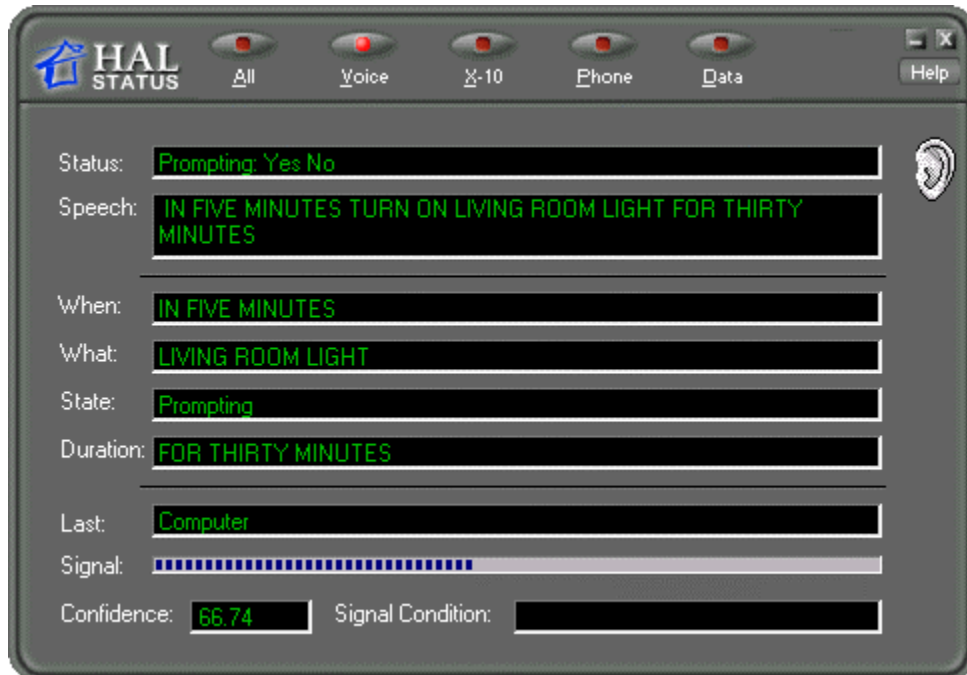 HAL
STATUS
All Voice X-10 Phone Data
Help
Status: Prompting: Yes No
Speech: IN FIVE MINUTES TURN ON LIVING ROOM LIGHT FOR THIRTY
MINUTES
When: IN FIVE MINUTES
What: LIVING ROOM LIGHT
State: Prompting
Duration: FOR THIRTY MINUTES
Last: Computer
Signal:
Confidence: 66.74 Signal Condition: